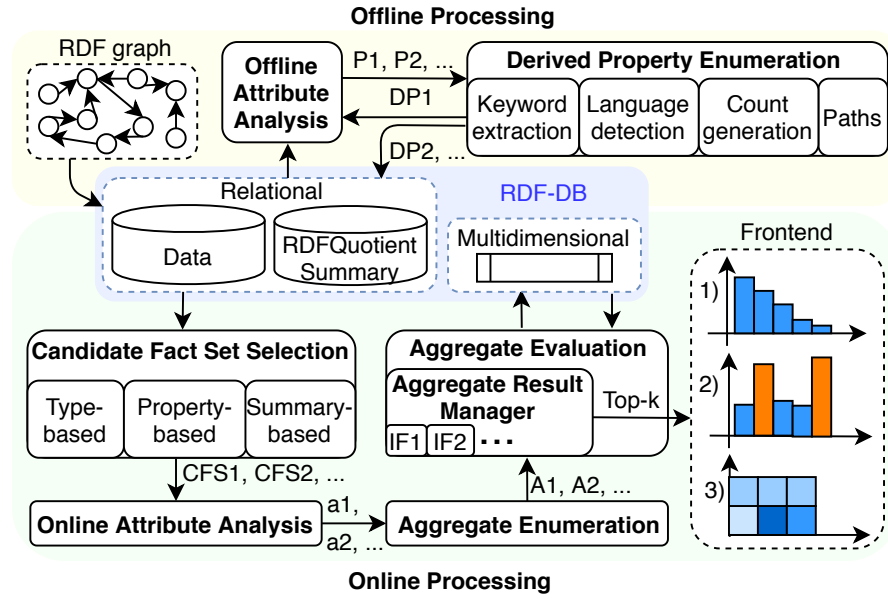 Offline Processing
RDF graph
Offline
Attribute
Analysis
P1, P2, ...
DP1
DP2, ...
Derived Property Enumeration
Keyword
extraction
Language
detection
Count
generation
Paths
Relational
RDF-DB
Data
RDFQuotient
Summary
Multidimensional
Frontend
1)
2)
3)
Candidate Fact Set Selection
Type-
based
Property-
based
Summary-
based
Aggregate Evaluation
Aggregate Result
Manager
IF1
IF2
...
Top-k
CFS1, CFS2, ...
A1, A2, ...
Online Attribute Analysis
a1,
a2, ...
Aggregate Enumeration
Online Processing